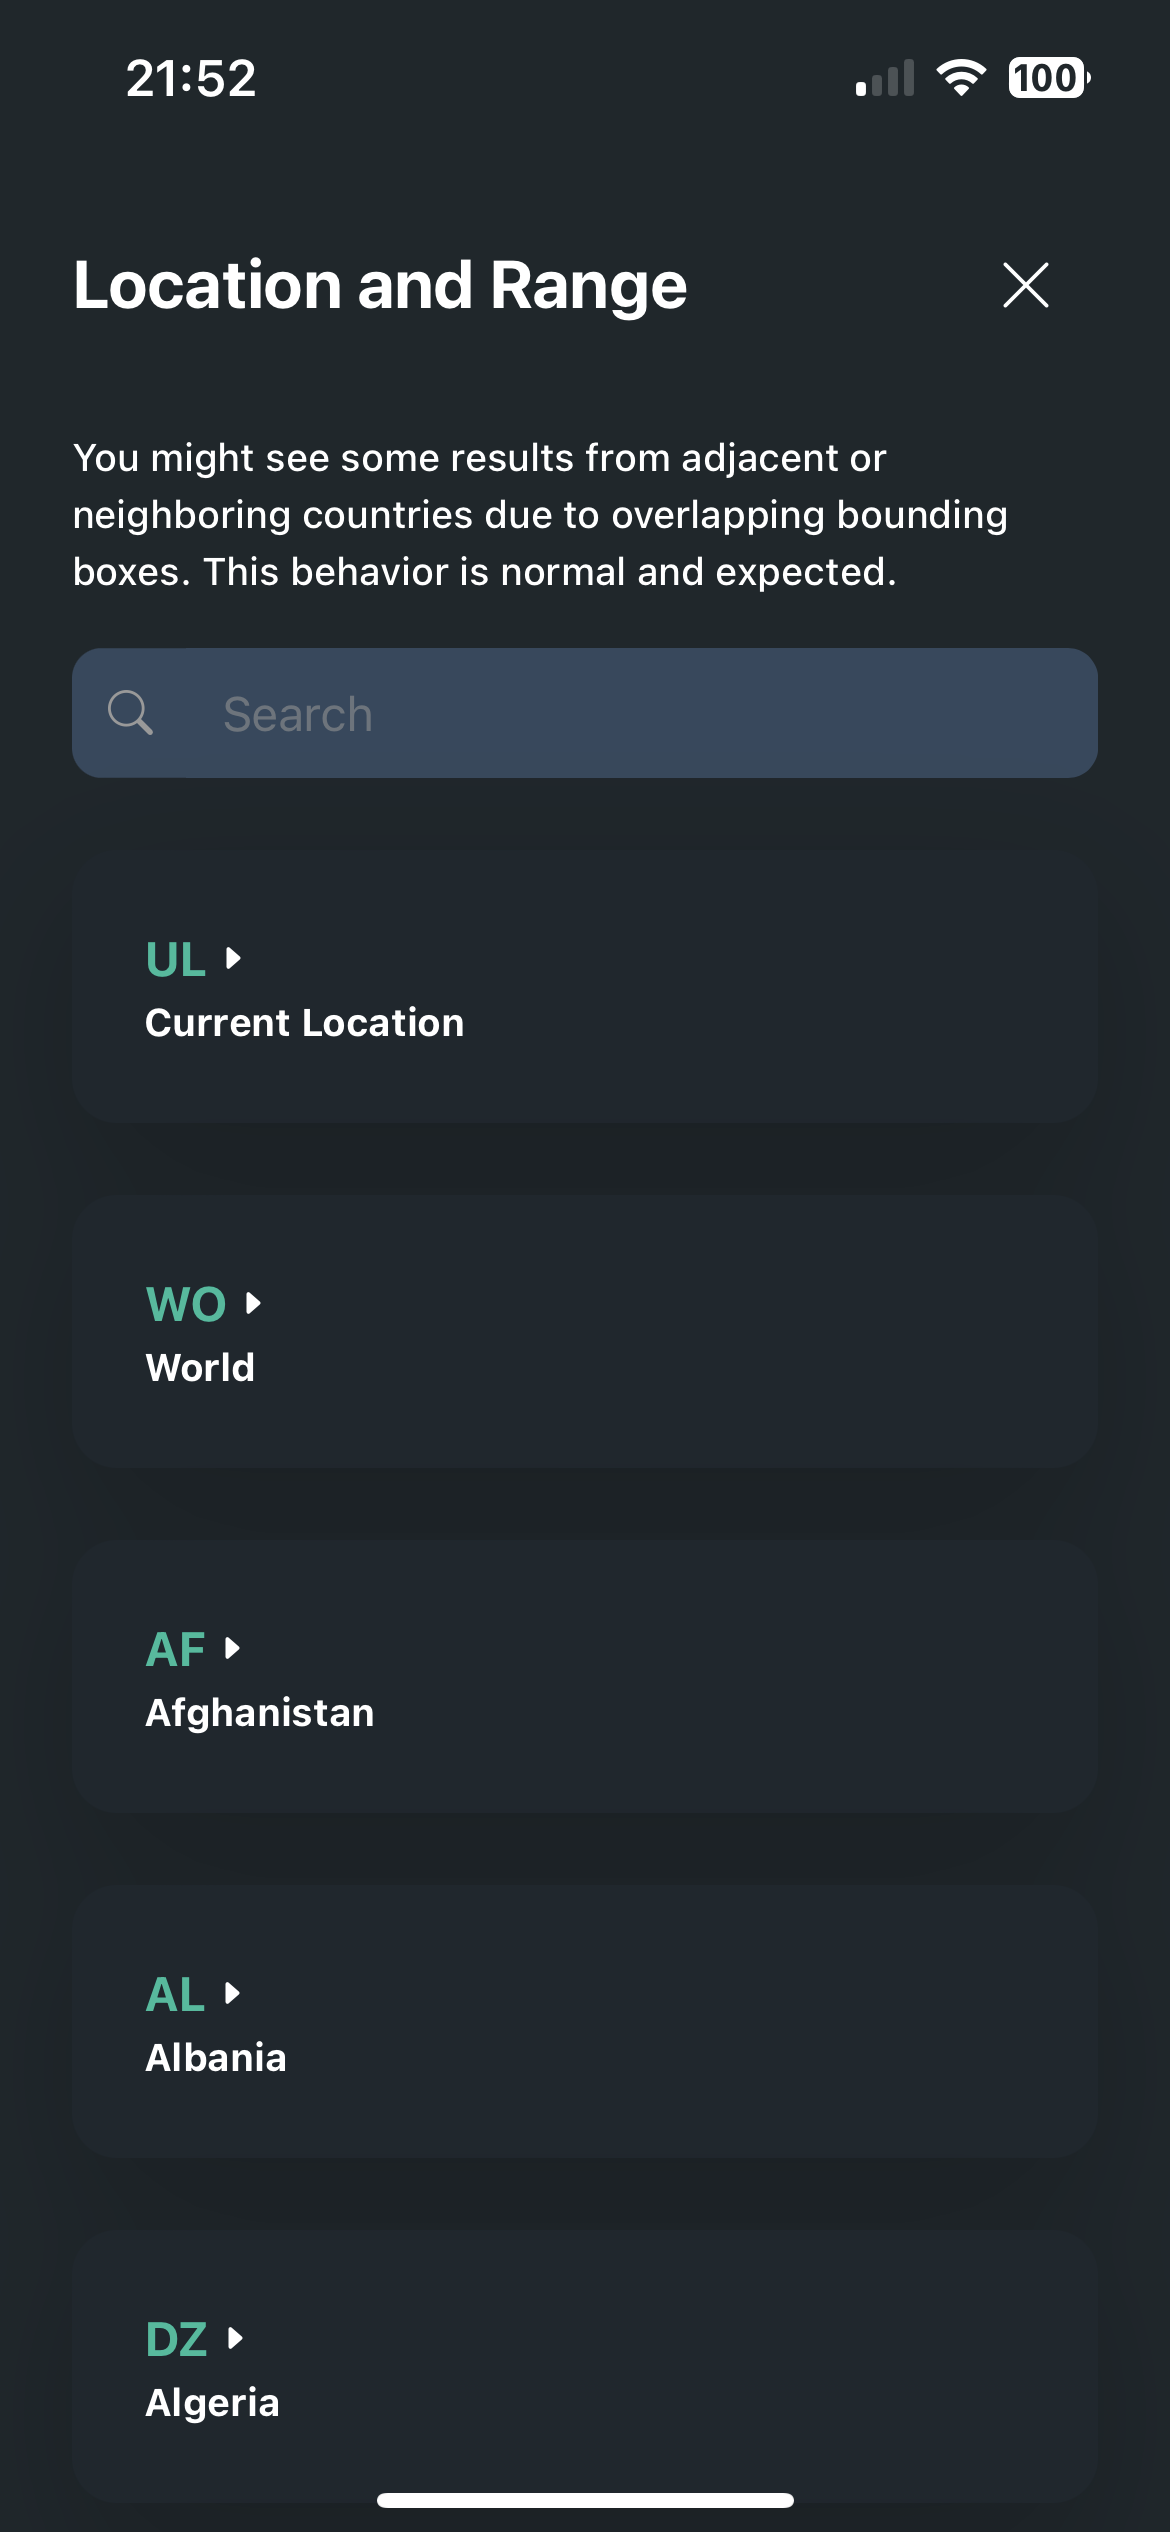 21:52
100
Location and Range
You might see some results from adjacent or
neighboring countries due to overlapping bounding
boxes. This behavior is normal and expected.
Search
UL
Current Location
WO
World
AF
Afghanistan
AL
Albania
DZ
Algeria